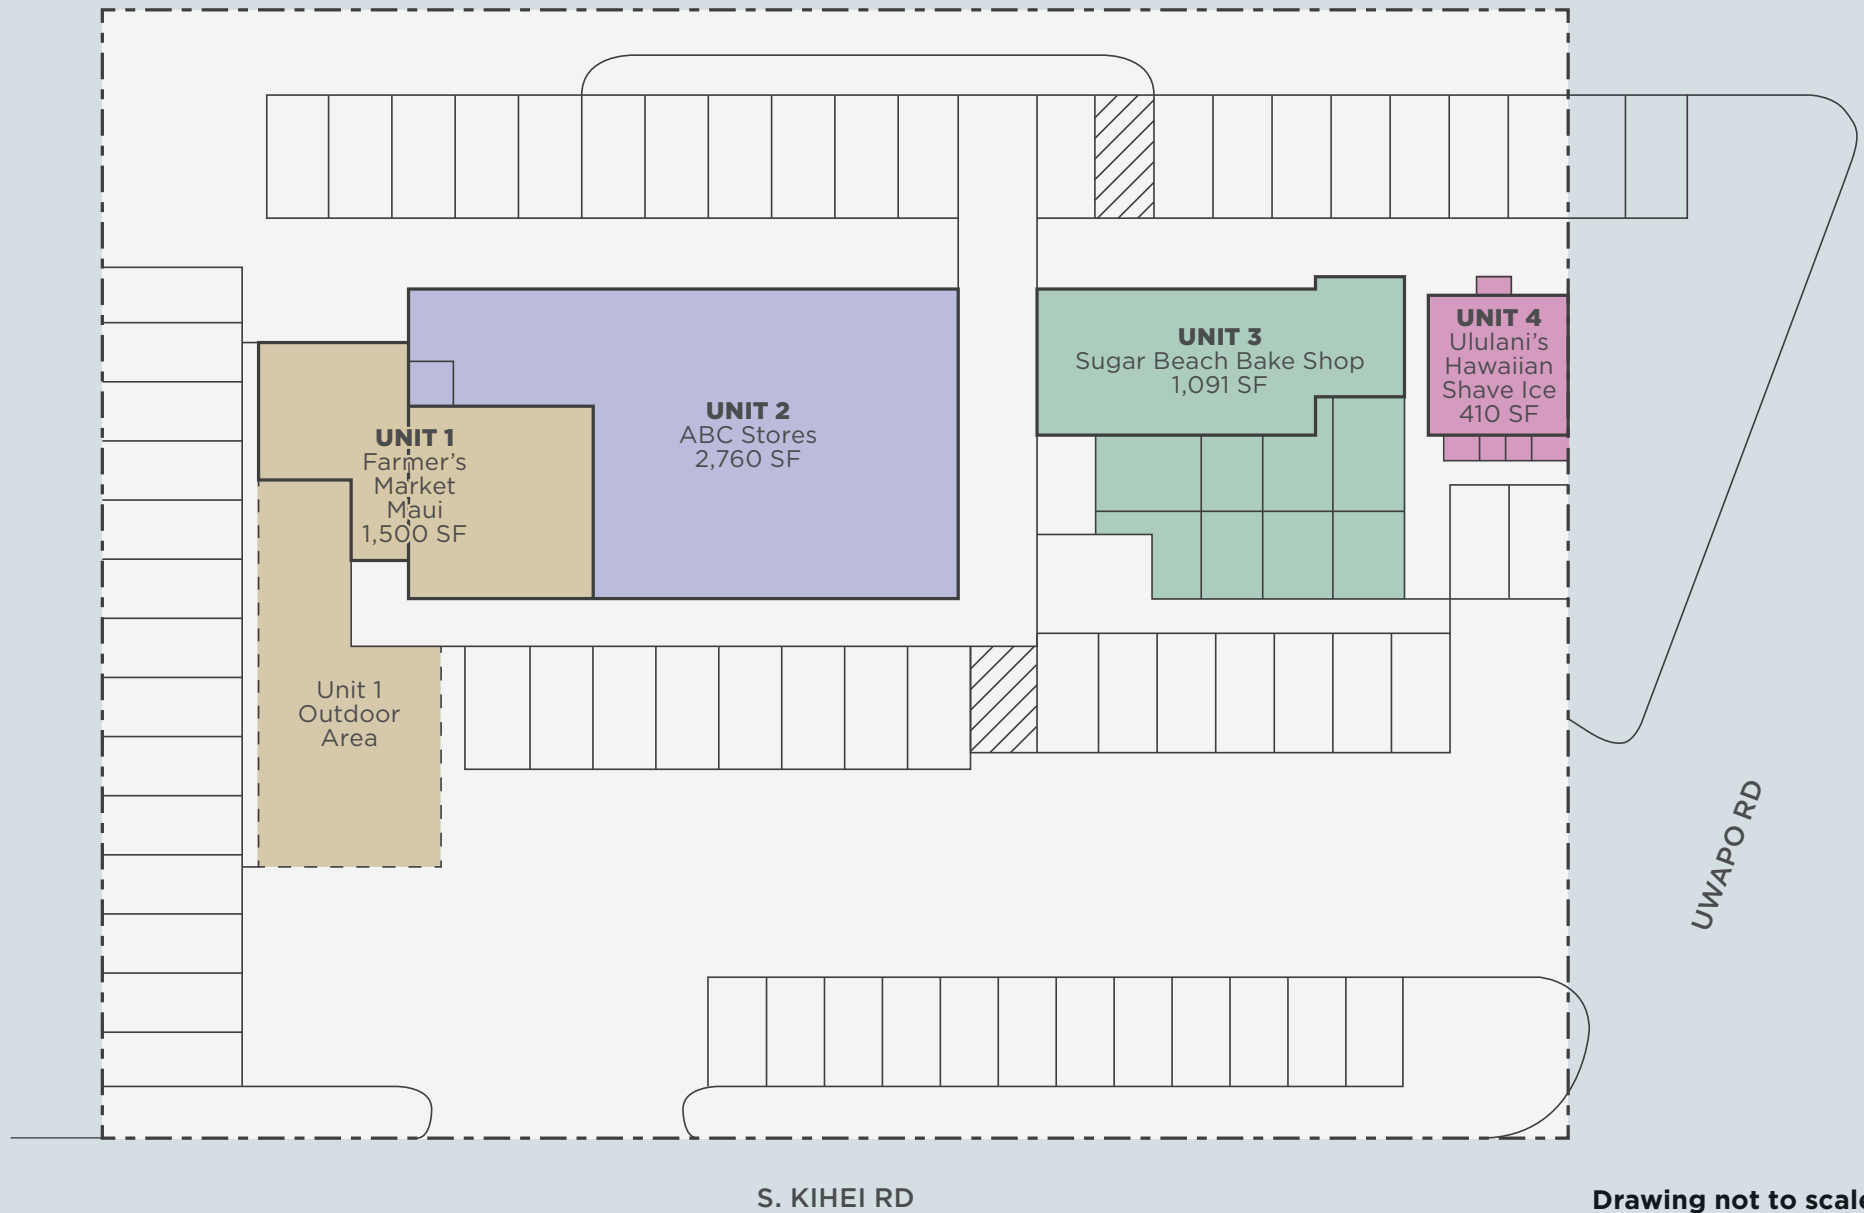 UNIT 1
Farmer's
Market
Maui
1,500 SF
Unit 1
Outdoor
Area
UNIT 2
ABC Stores
2,760 SF
UNIT 3
Sugar Beach Bake Shop
1,091 SF
UNIT 4
Ululani's
Hawaiian
Shave Ice
410 SF
UWAPO RD
S. KIHEI RD
Drawing not to scale